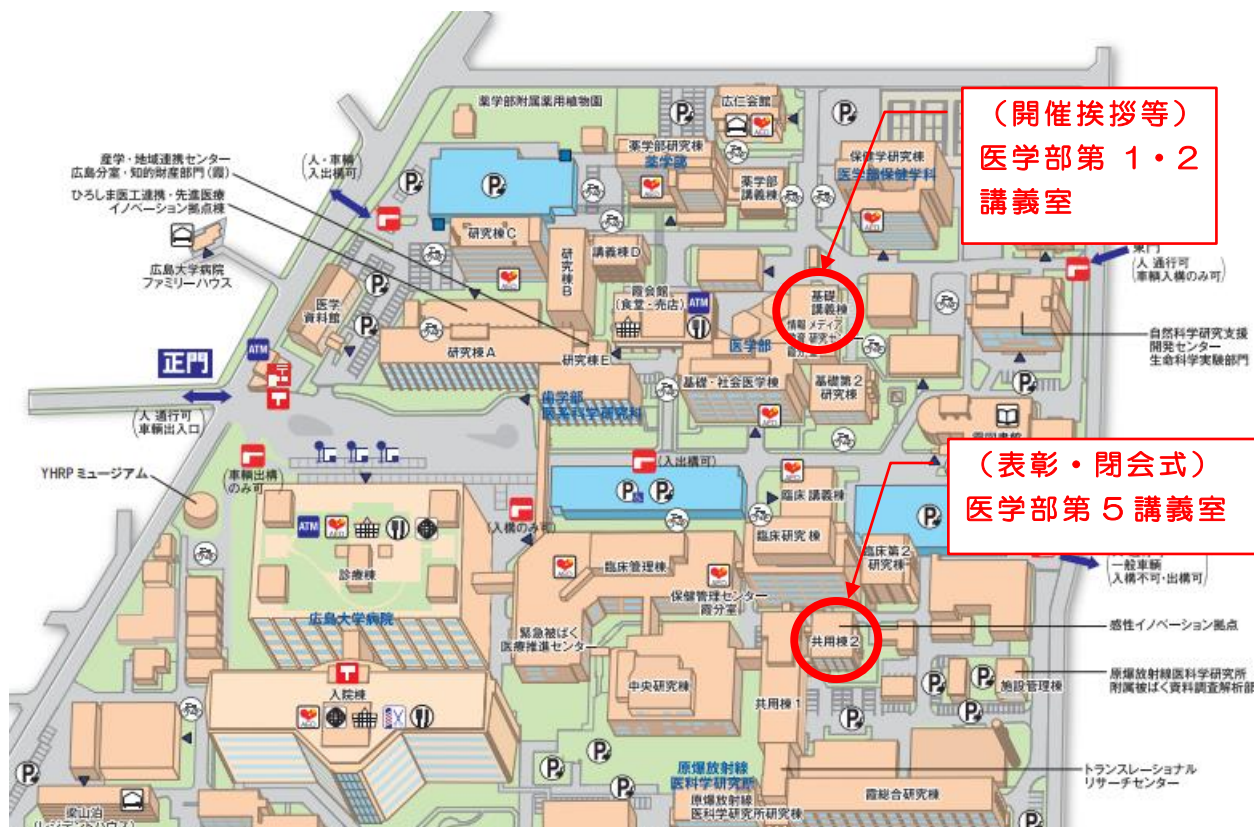 薬学部附属薬用植物園
広仁会館
AED
産学・地域連携センター
広島分室・知的財産部門(霞)
ひろしま医工連携・先進医療
イノベーション拠点棟
(人・車輌
入出構可)
薬学部研究棟
薬学部
薬学部
講義棟
保健学研究棟
医学部保健学科
(開催挨拶等)
医学部第 1・2
講義室
東門
(人 通行可
車輌入構のみ可)
広島大学病院
ファミリーハウス
医学
資料館
研究棟C
研究棟B
講義棟D
霞会館
(食堂・売店)
ATM
基礎
講義棟
情報メディア
研究棟A
研究棟E
医学部
基礎・社会医学棟
基礎第2
研究棟
自然科学研究支援
開発センター
生命科学実験部門
正門
ATM
(人 通行可
車輌出入口)
歯学部
医系科学研究科
YHRP ミュージアム
(車輌出構
のみ可)
(入出構可)
(入構のみ可)
(表彰・閉会式)
医学部第 5 講義室
臨床 講義棟
臨床研究 棟
臨床第2
研究棟
一般車輌
入構不可・出構可)
ATM
診療棟
広島大学病院
臨床管理棟
保健管理センター
霞分室
緊急被ばく
医療推進センター
共用棟2
感性イノベーション拠点
入院棟
中央研究棟
共用棟1
施設管理棟
原爆放射線医科学研究所
附属被ばく資料調査解析部
原爆放射線
医科学研究所
原爆放射線
医科学研究所研究棟
霞総合研究棟
トランスレーショナル
リサーチセンター
梁山泊
(レジデントハウス)